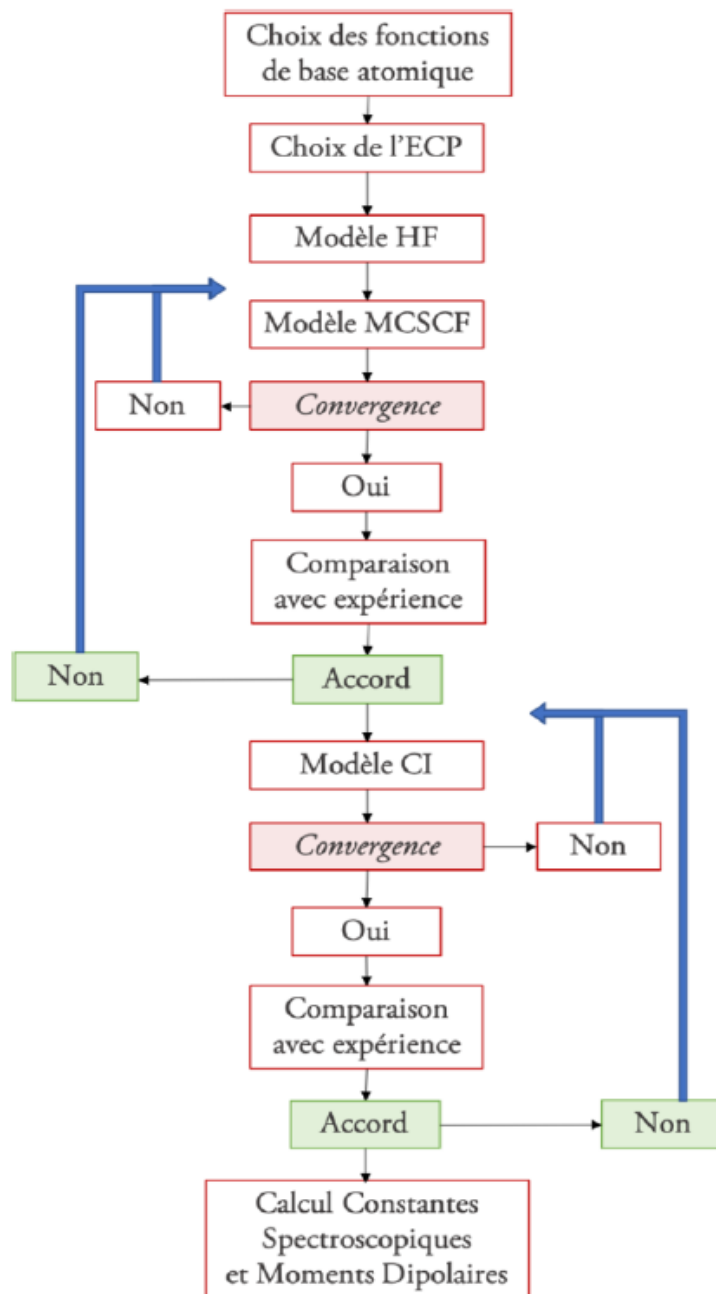 Choix des fonctions
de base atomique
Choix de l'ECP
Modèle HF
Modèle MCSCF
Non
Convergence
Oui
Comparaison
avec expérience
Non
Accord
Modèle CI
Convergence
Non
Oui
Comparaison
avec expérience
Accord
Non
Calcul Constantes
Spectroscopiques
et Moments Dipolaires